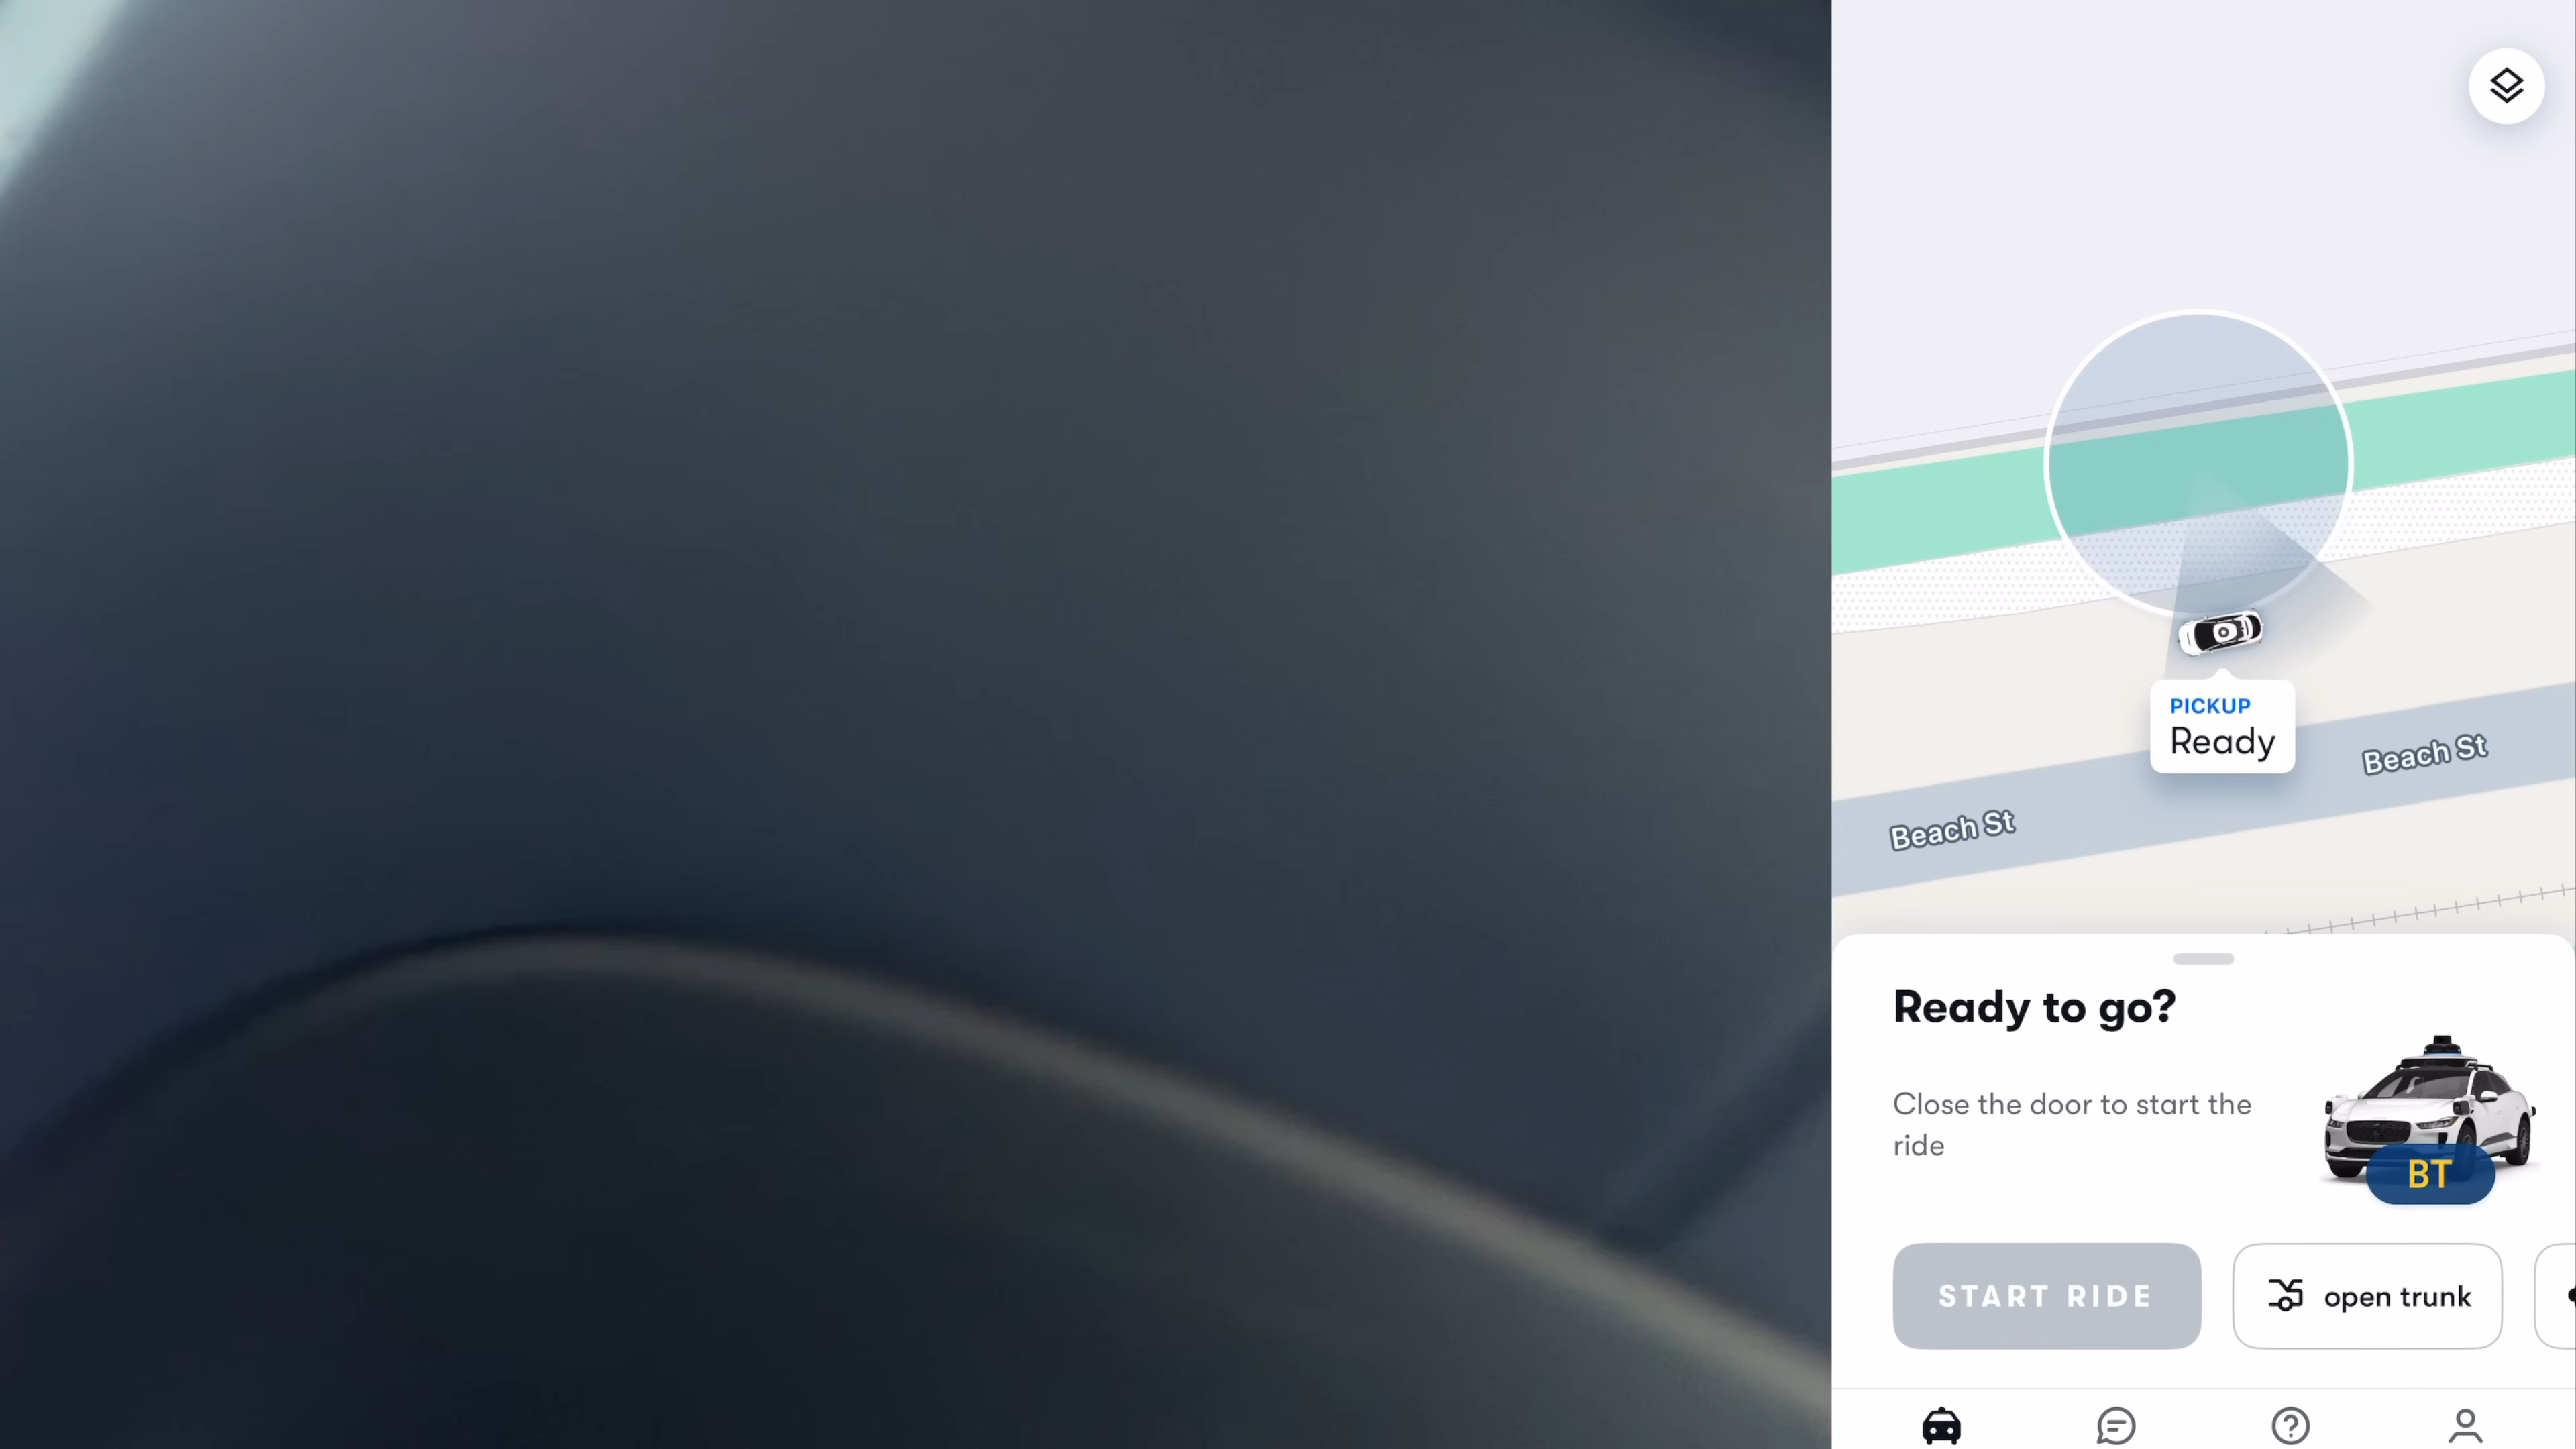 PICKUP
Ready
Beach St
Beach St
Ready to go?
Close the door to start the
ride
BT
START RIDE
open trunk